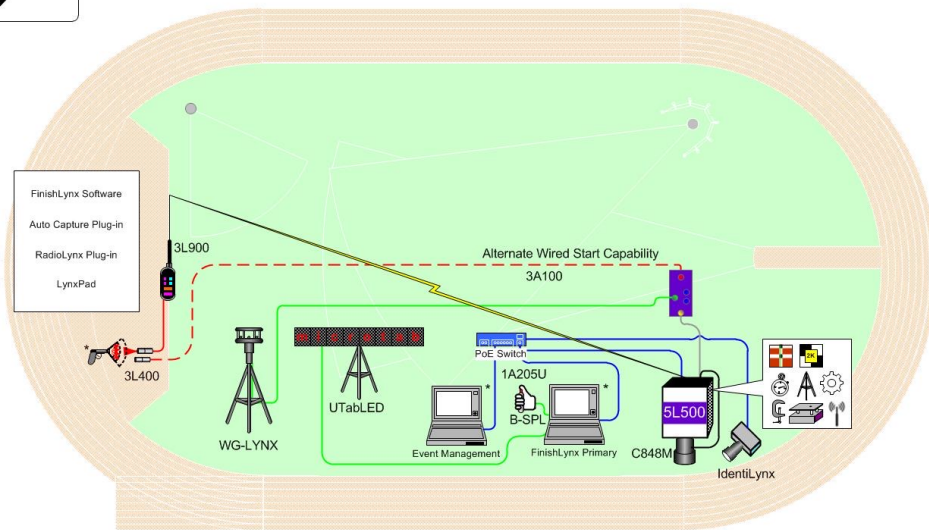 FinishLynx Software
Auto Capture Plug-in
RadioLynx Plug-in
LynxPad
3L900
Alternate Wired Start Capability
3A100
*
3L400
PoE Switch
1A205U
2K
UTabLED
*
*
B-SPL
5L500
WG-LYNX
Event Management
FinishLynx Primary
C848M
IdentiLynx